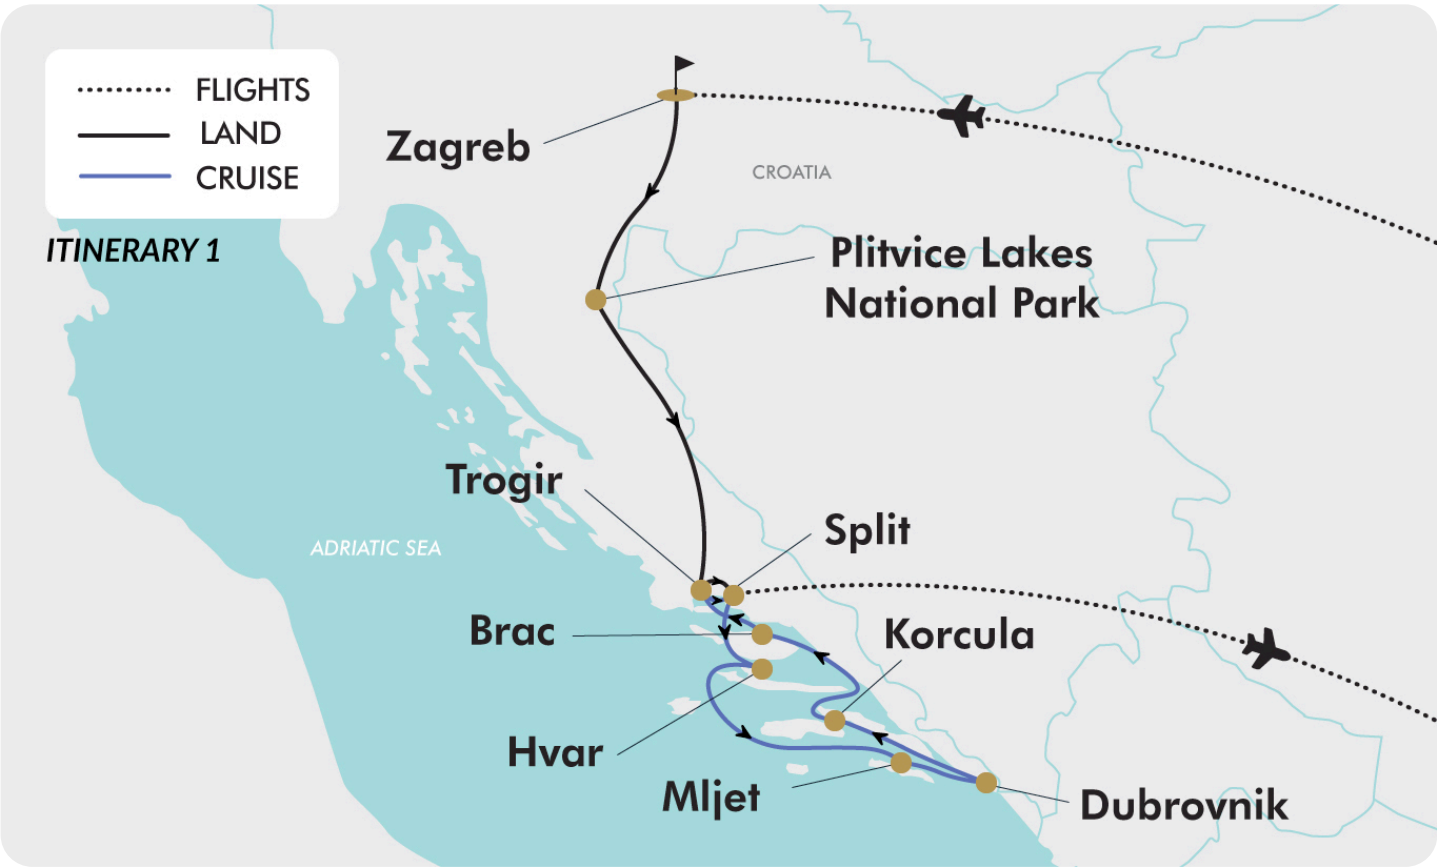 FLIGHTS
LAND
CRUISE
ITINERARY 1
Zagreb
CROATIA
Plitvice Lakes
National Park
Trogir
Split
ADRIATIC SEA
Brac
Korcula
Hvar
Mljet
Dubrovnik